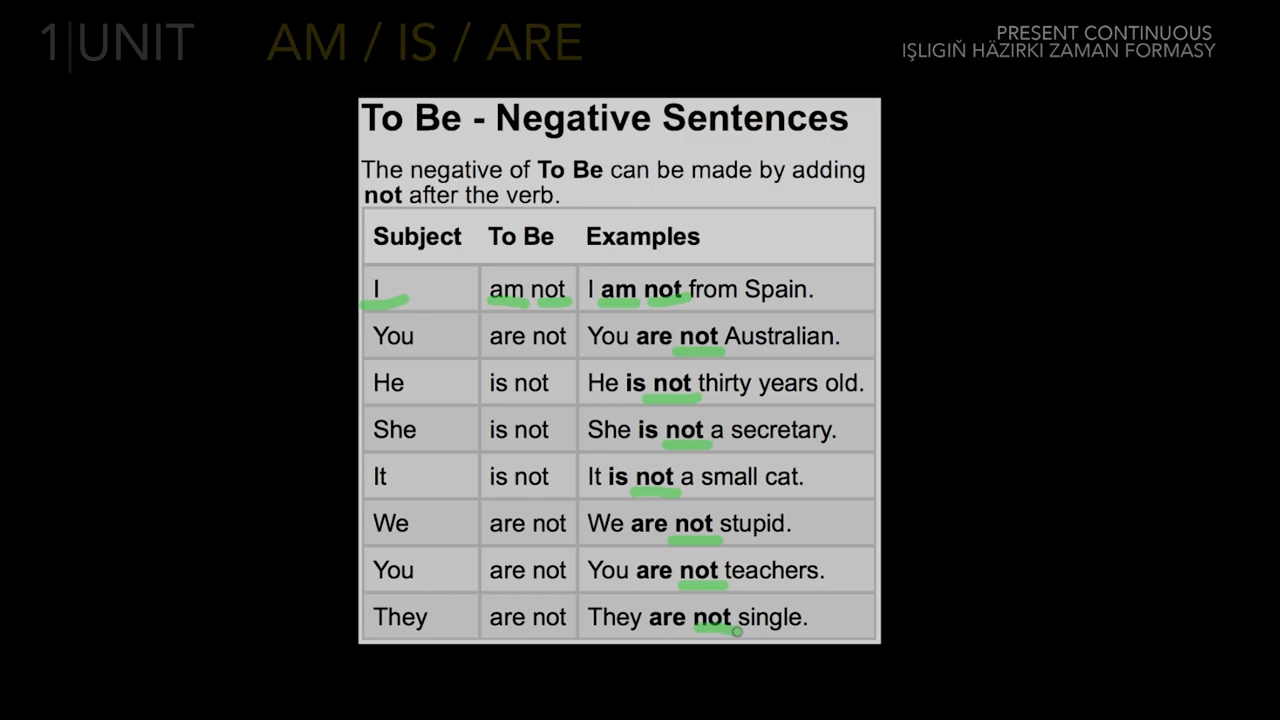 1|UNIT AM / IS / ARE
PRESENT CONTINUOUS
IŞLIGIŇ HÄZIRKI ZAMAN FORMASY
To Be - Negative Sentences
The negative of To Be can be made by adding
not after the verb.
Subject To Be Examples
I am not I am not from Spain.
You are not You are not Australian.
He is not He is not thirty years old.
She is not She is not a secretary.
It is not It is not a small cat.
We are not We are not stupid.
You are not You are not teachers.
They are not They are not single.